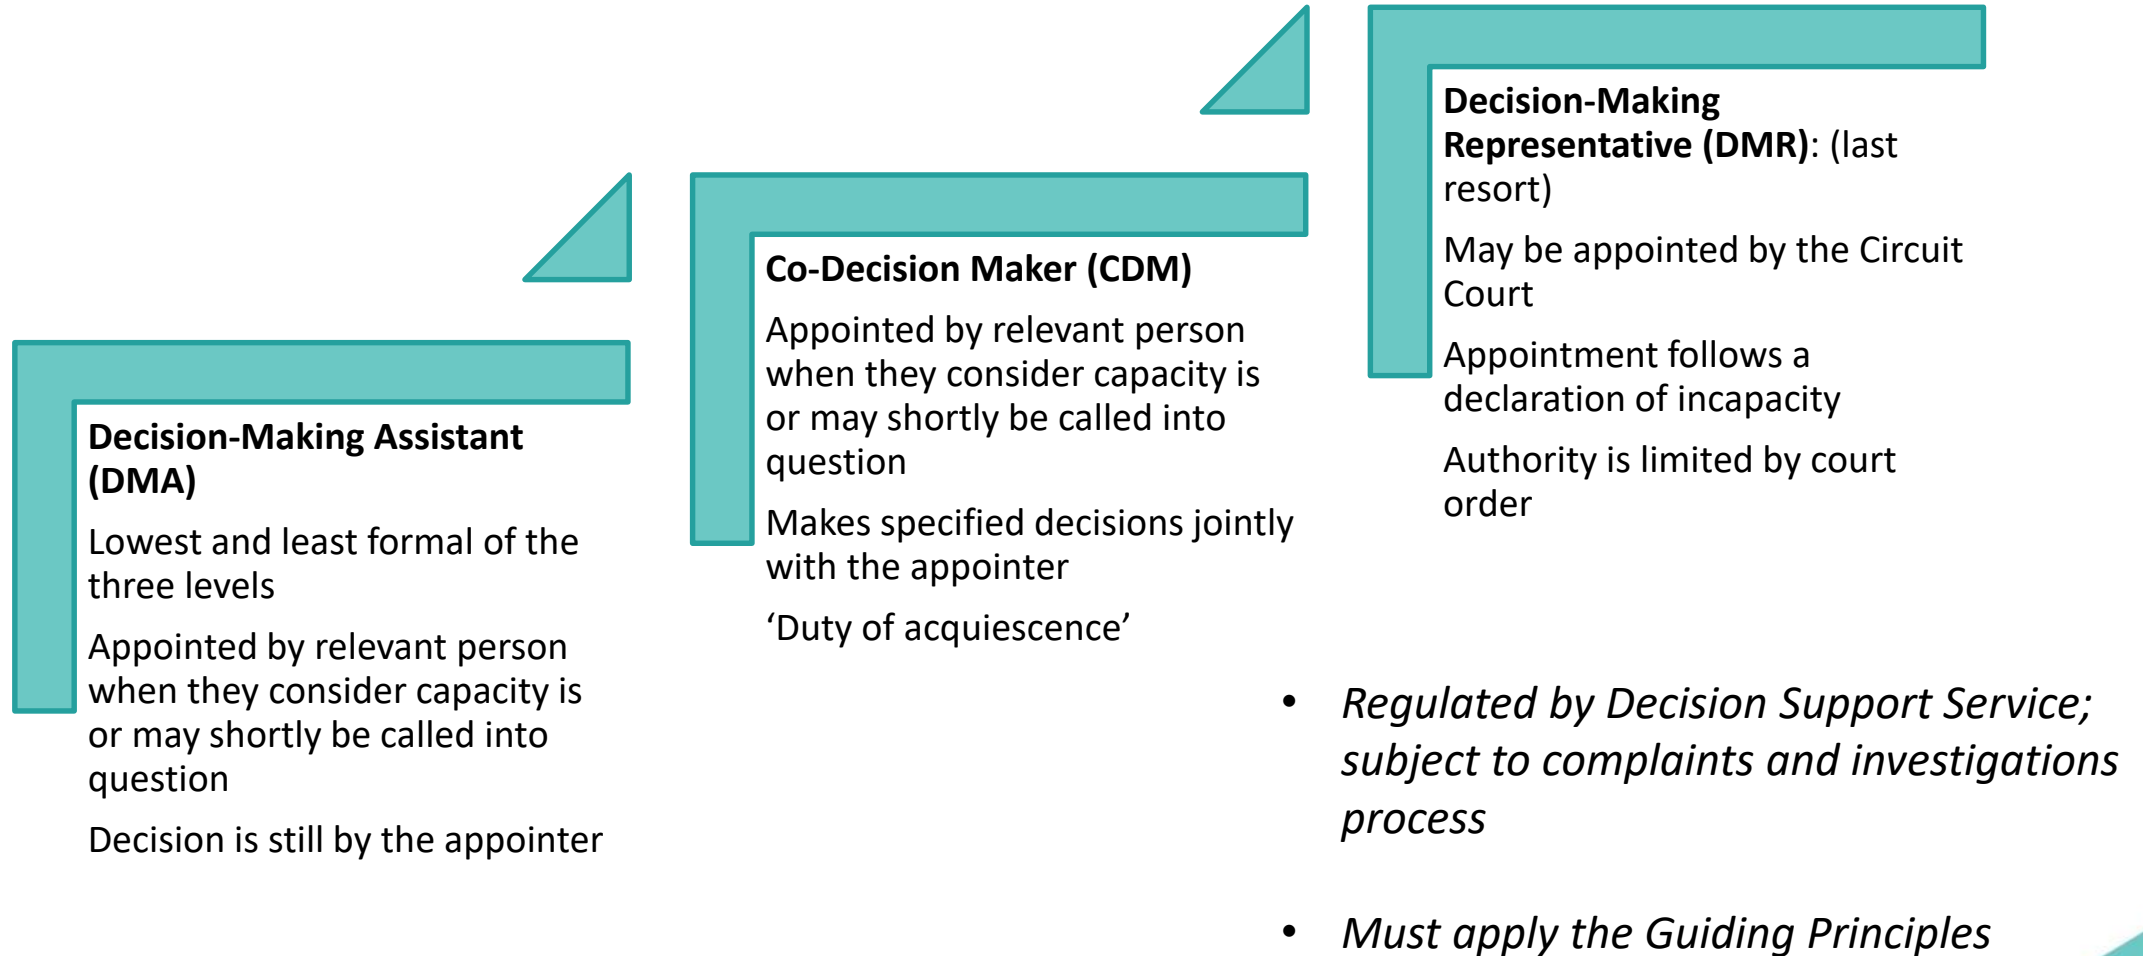 Decision-Making Assistant
(DMA)
Lowest and least formal of the
three levels
Appointed by relevant person
when they consider capacity is
or may shortly be called into
question
Decision is still by the appointer
Co-Decision Maker (CDM)
Appointed by relevant person
when they consider capacity is
or may shortly be called into
question
Makes specified decisions jointly
with the appointer
‘Duty of acquiescence’
Decision-Making
Representative (DMR): (last
resort)
May be appointed by the Circuit
Court
Appointment follows a
declaration of incapacity
Authority is limited by court
order
• Regulated by Decision Support Service;
subject to complaints and investigations
process
• Must apply the Guiding Principles